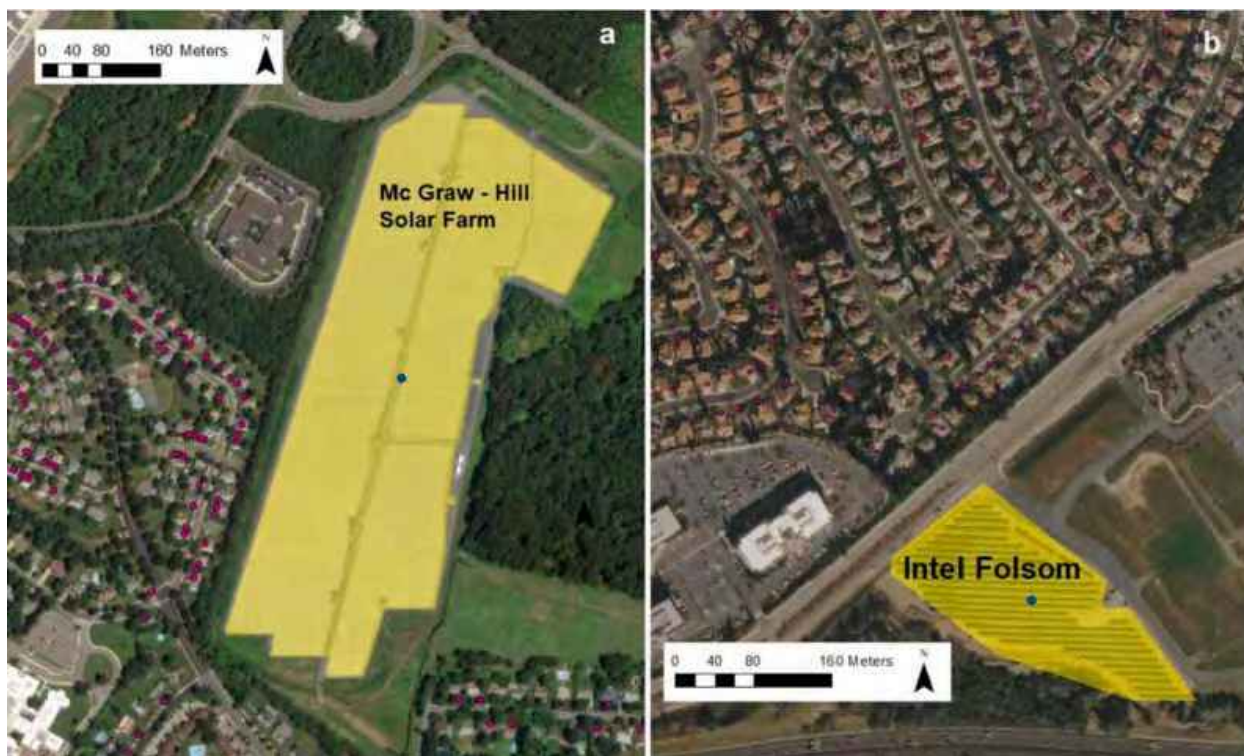 0 40 80 160 Meters
N
a
Mc Graw - Hill
Solar Farm
b
Intel Folsom
0 40 80 160 Meters
N